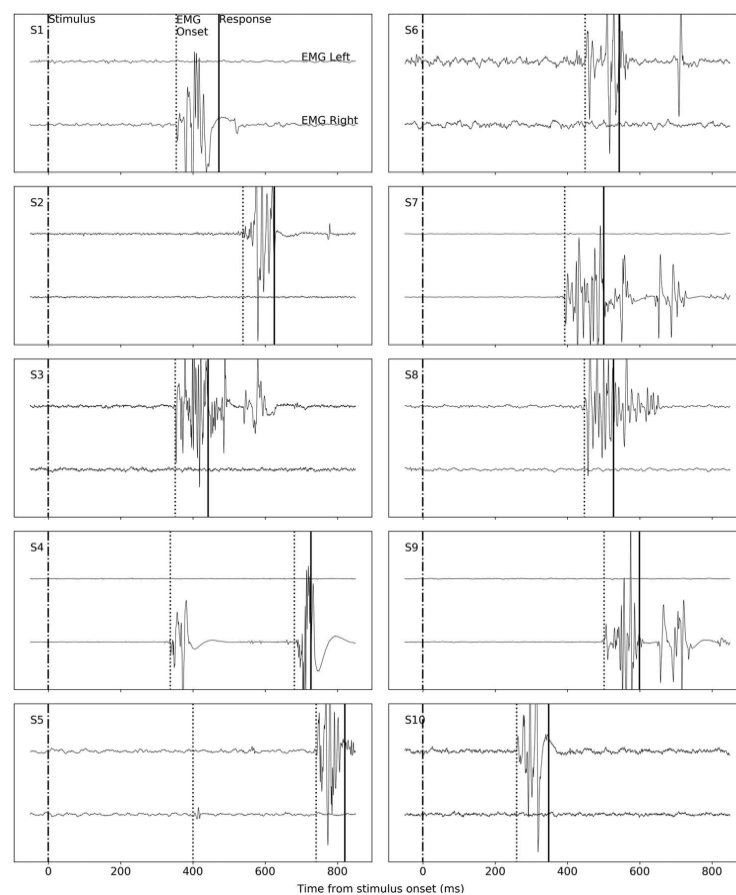 Stimulus
EMG Onset
Response
S1
EMG Left
EMG Right
S2
S3
S4
S5
0 200 400 600 800
S6
S7
S8
S9
S10
0 200 400 600 800
Time from stimulus onset (ms)